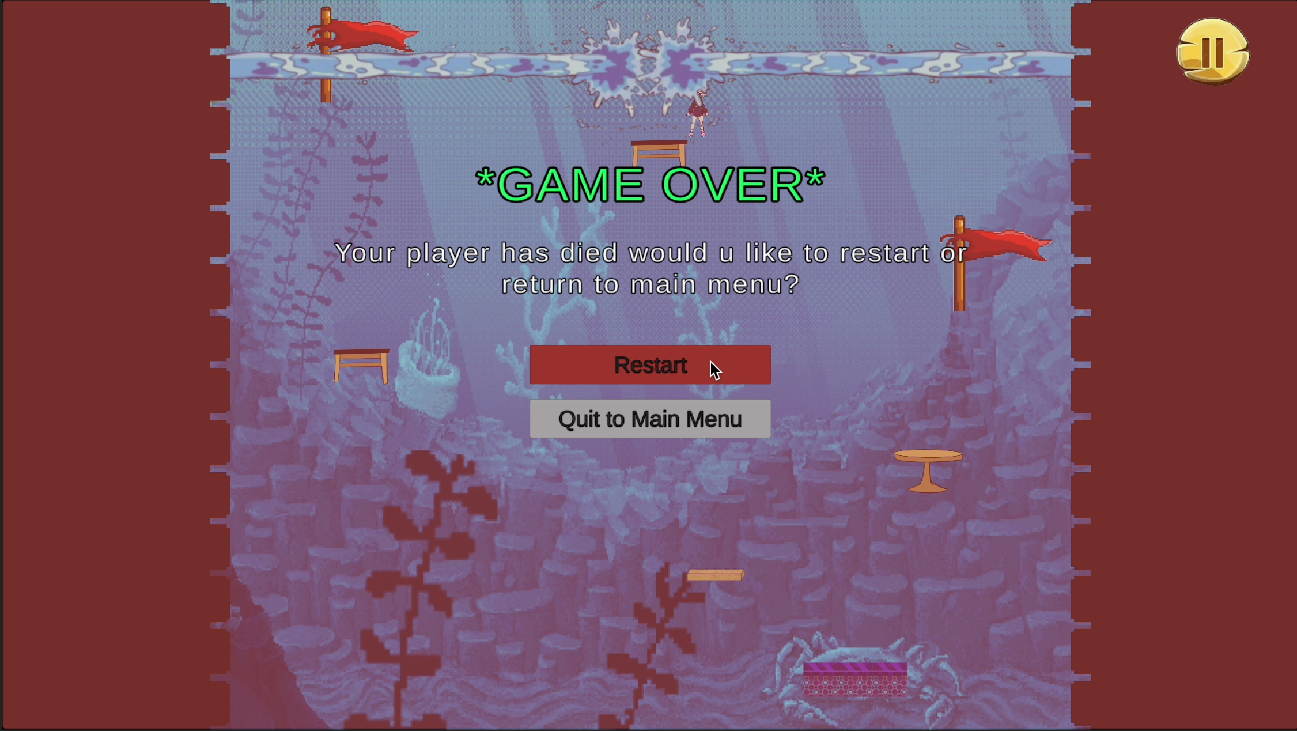 *GAME OVER*
Your player has died would u like to restart or
return to main menu?
Restart
Quit to Main Menu